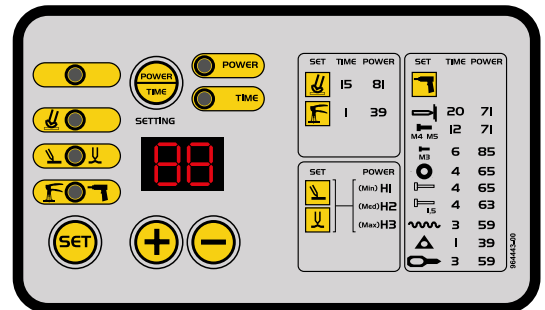 POWER
TIME
POWER
TIME
SETTING
88
SET
SET TIME POWER
15 81
1 39
SET POWER
(Min) H1
(Med) H2
(Max) H3
SET TIME POWER
20 71
M4 M5 12 71
M3 6 85
4 65
4 65
1,5 4 63
3 59
1 39
3 59
964443-00